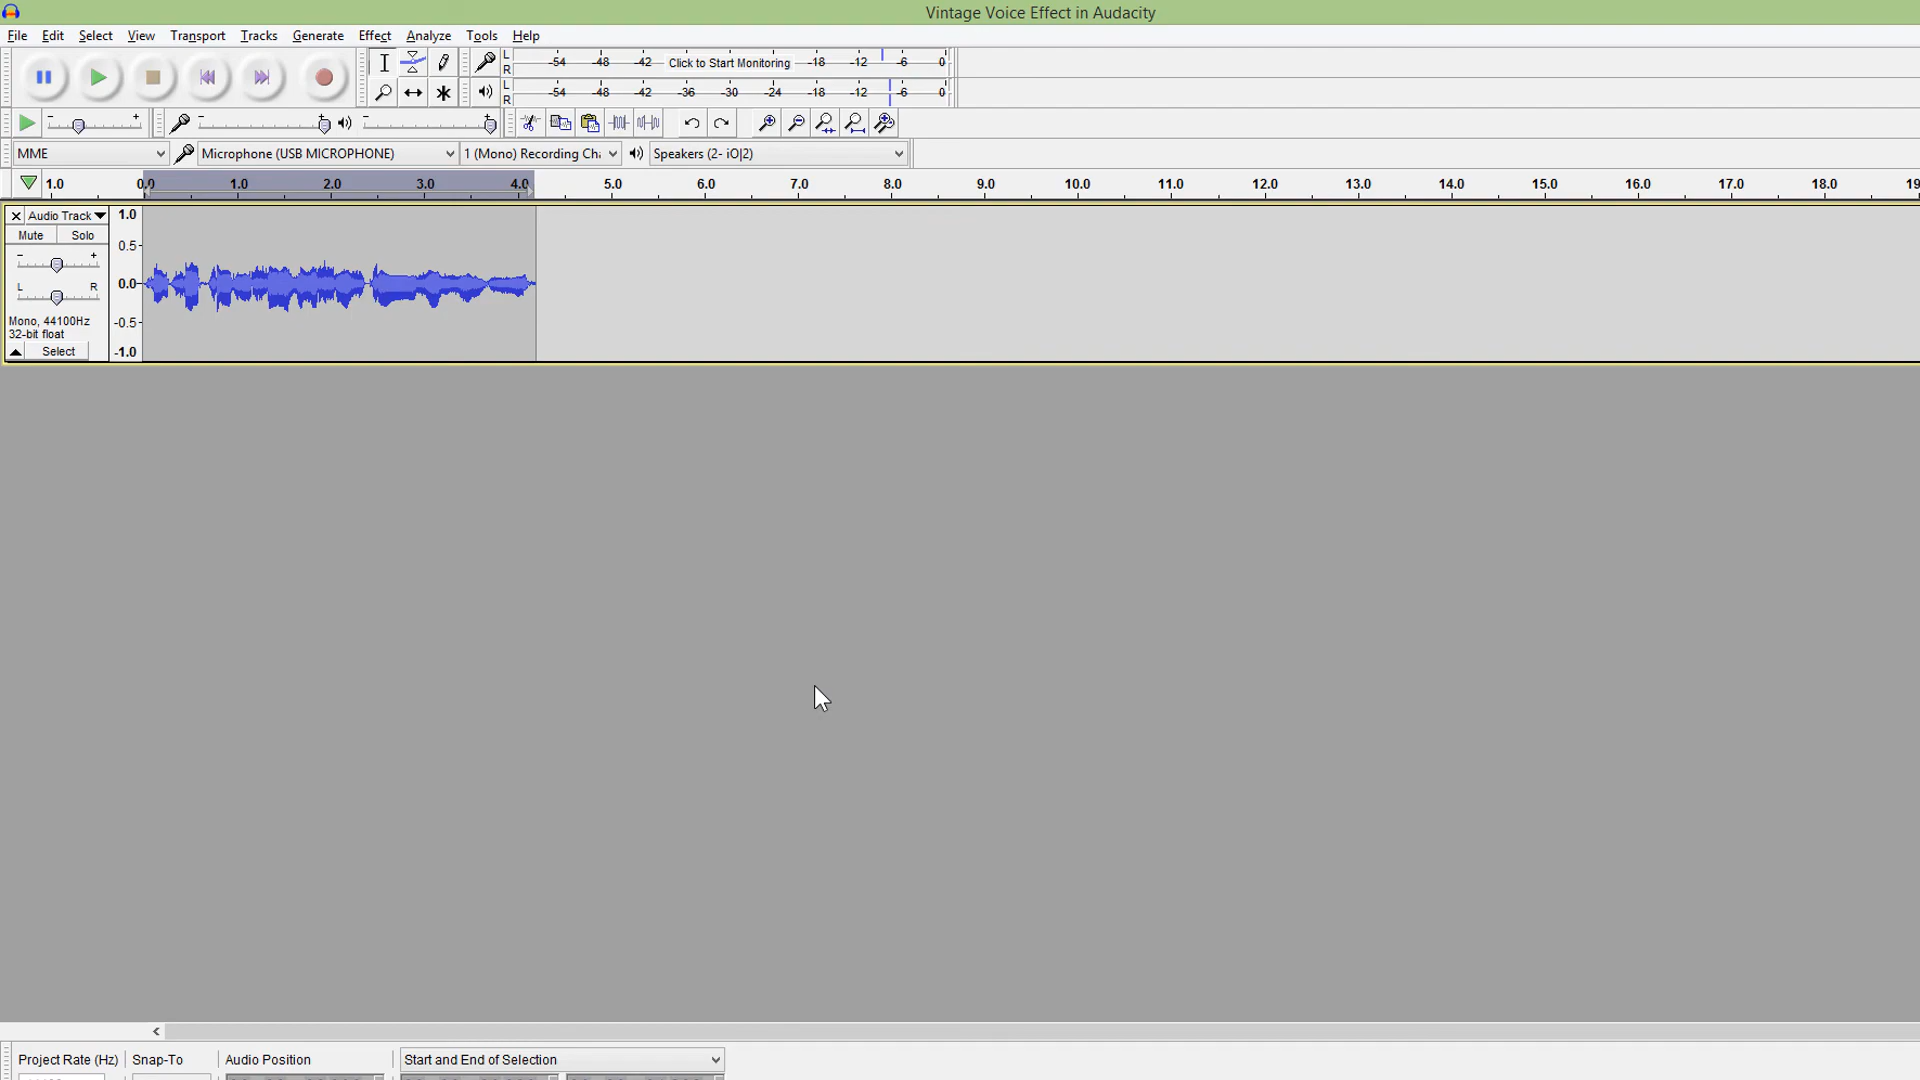 Vintage Voice Effect in Audacity
File Edit Select View Transport Tracks Generate Effect Analyze Tools Help
L R -54 -48 -42 Click to Start Monitoring -18 -12 -6 0
L R -54 -48 -42 -36 -30 -24 -18 -12 -6 0
- + - + - +
MME Microphone (USB MICROPHONE) 1 (Mono) Recording Cha Speakers (2- iO|2)
1.0 0.0 1.0 2.0 3.0 4.0 5.0 6.0 7.0 8.0 9.0 10.0 11.0 12.0 13.0 14.0 15.0 16.0 17.0 18.0 19
Audio Track 1.0
Mute Solo 0.5
- + 0.0
L R
Mono, 44100Hz -0.5
32-bit float
Select -1.0
Project Rate (Hz) Snap-To Audio Position Start and End of Selection